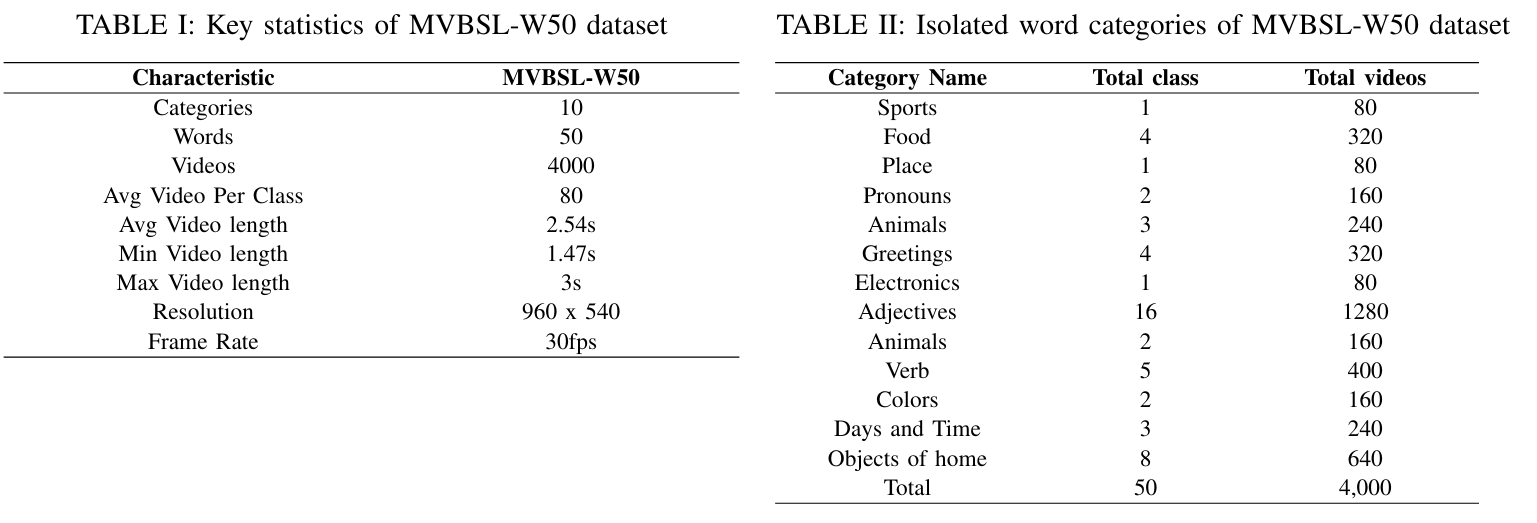 TABLE I: Key statistics of MVBSL-W50 dataset
Characteristic MVBSL-W50
Categories 10
Words 50
Videos 4000
Avg Video Per Class 80
Avg Video length 2.54s
Min Video length 1.47s
Max Video length 3s
Resolution 960 x 540
Frame Rate 30fps
TABLE II: Isolated word categories of MVBSL-W50 dataset
Category Name Total class Total videos
Sports 1 80
Food 4 320
Place 1 80
Pronouns 2 160
Animals 3 240
Greetings 4 320
Electronics 1 80
Adjectives 16 1280
Animals 2 160
Verb 5 400
Colors 2 160
Days and Time 3 240
Objects of home 8 640
Total 50 4,000